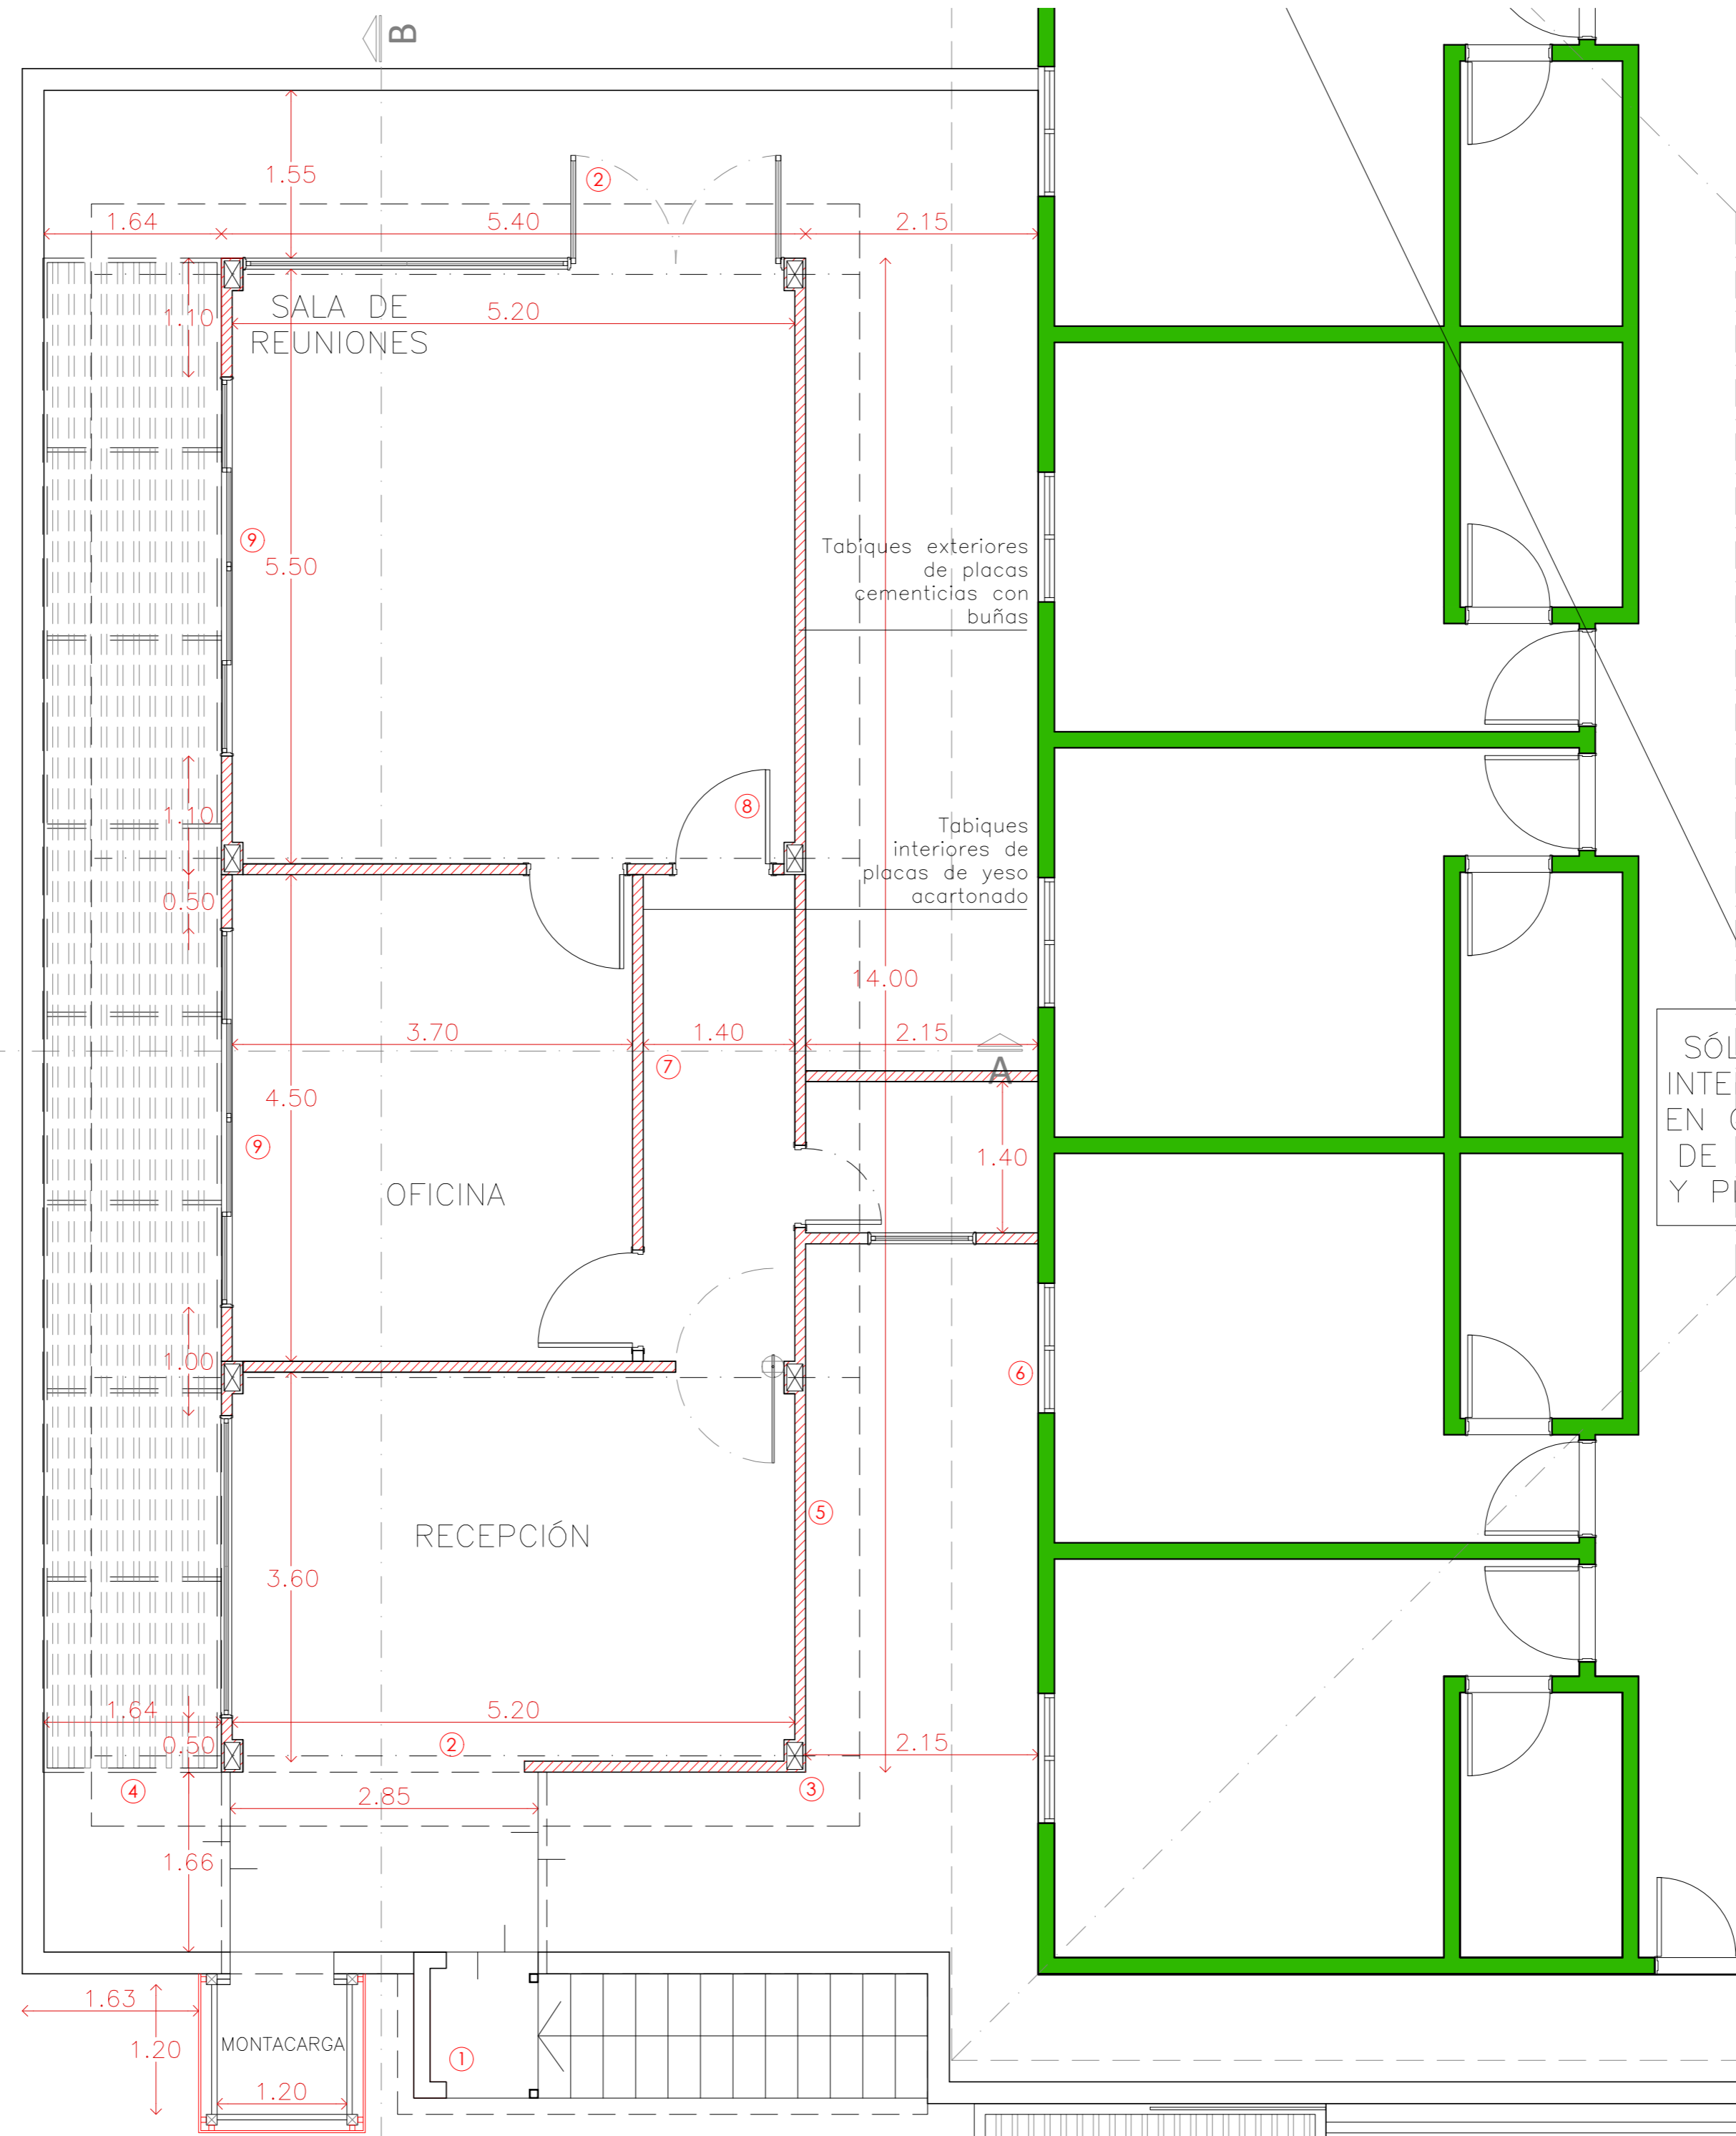 B
1.55
2
1.64
5.40
2.15
SALA DE
REUNIONES
1.10
5.20
9
5.50
Tabiques exteriores
de placas
cementicias con
buñas
1.10
8
Tabiques
interiores de
placas de yeso
acartonado
0.50
14.00
3.70
1.40
2.15
7
A
4.50
9
1.40
OFICINA
1.00
6
RECEPCIÓN
5
3.60
1.64
5.20
0.50
2
2.15
4
2.85
3
1.66
1.63
MONTACARGA
1.20
1
1.20
SÓL
INTE
EN
DE
Y P